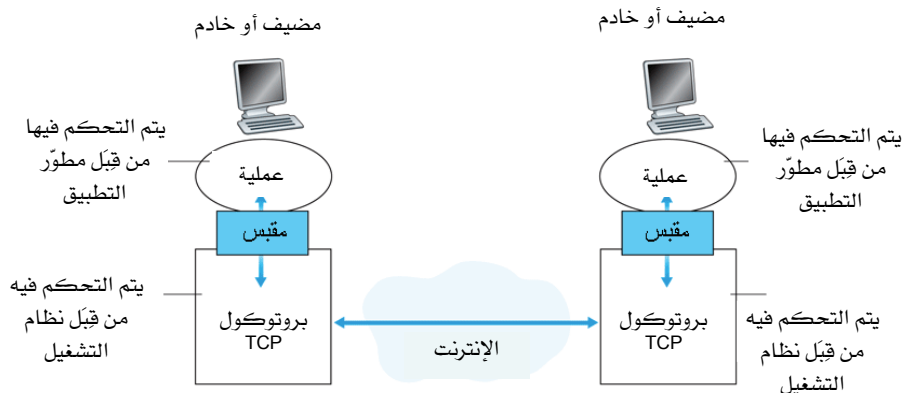 مضيف أو خادم
مضيف أو خادم
يتم التحكم فيها
من قِبَل مطوّر
التطبيق
عملية
عملية
يتم التحكم فيها
من قِبَل مطوّر
التطبيق
مقبس
مقبس
يتم التحكم فيه
من قِبَل نظام
التشغيل
بروتوكول
TCP
الإنترنت
بروتوكول
TCP
يتم التحكم فيه
من قِبَل نظام
التشغيل